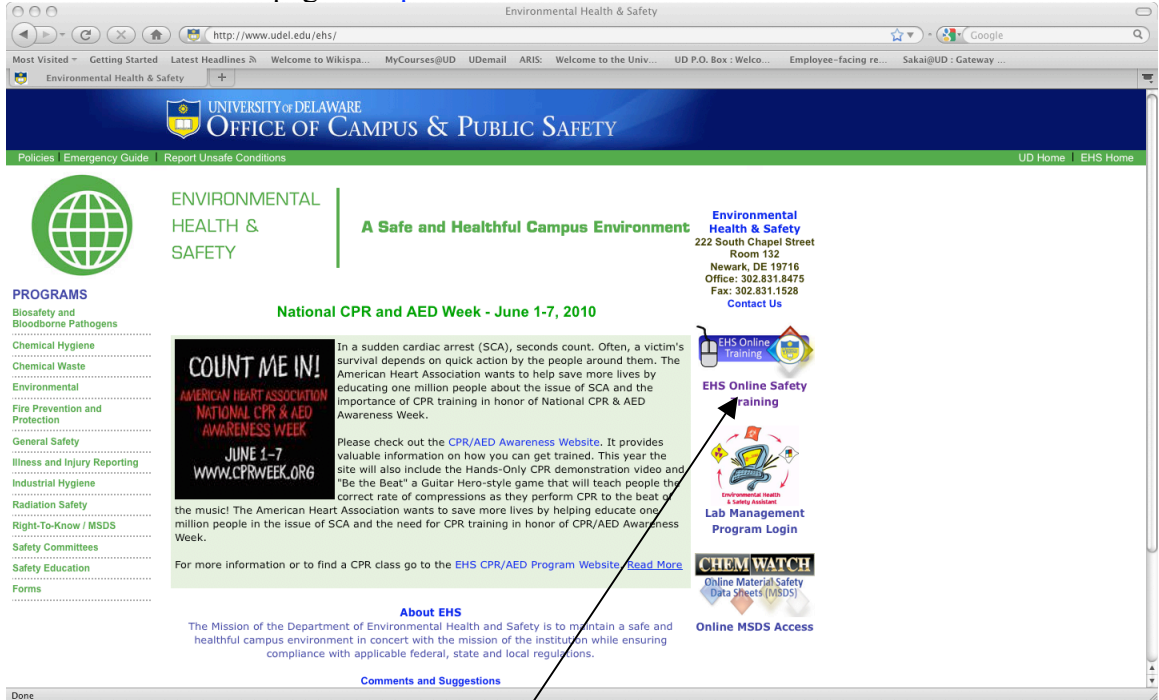 Environmental Health & Safety
http://www.udel.edu/ehs/
Google
Most Visited Getting Started Latest Headlines Welcome to Wikispa... MyCourses@UD UDemail ARIS: Welcome to the Univ... UD P.O. Box : Welco... Employee-facing re... Sakai@UD : Gateway ...
Environmental Health & Safety +
UNIVERSITY of DELAWARE
OFFICE OF CAMPUS & PUBLIC SAFETY
Policies | Emergency Guide | Report Unsafe Conditions
UD Home | EHS Home
ENVIRONMENTAL
HEALTH &
SAFETY
A Safe and Healthful Campus Environment
Environmental
Health & Safety
222 South Chapel Street
Room 132
Newark, DE 19716
Office: 302.831.8475
Fax: 302.831.1528
Contact Us
PROGRAMS
Biosafety and
Bloodborne Pathogens
Chemical Hygiene
Chemical Waste
Environmental
Fire Prevention and
Protection
General Safety
Illness and Injury Reporting
Industrial Hygiene
Radiation Safety
Right-To-Know / MSDS
Safety Committees
Safety Education
Forms
National CPR and AED Week - June 1-7, 2010
COUNT ME IN!
AMERICAN HEART ASSOCIATION
NATIONAL CPR & AED
AWARENESS WEEK
JUNE 1-7
WWW.CPRWEEK.ORG
In a sudden cardiac arrest (SCA), seconds count. Often, a victim's
survival depends on quick action by the people around them. The
American Heart Association wants to help save more lives by
educating one million people about the issue of SCA and the
importance of CPR training in honor of National CPR & AED
Awareness Week.
Please check out the CPR/AED Awareness Website. It provides
valuable information on how you can get trained. This year the
site will also include the Hands-Only CPR demonstration video and
"Be the Beat" a Guitar Hero-style game that will teach people the
correct rate of compressions as they perform CPR to the beat of
the music! The American Heart Association wants to save more lives by helping educate one
million people in the issue of SCA and the need for CPR training in honor of CPR/AED Awareness
Week.
For more information or to find a CPR class go to the EHS CPR/AED Program Website. Read More
About EHS
The Mission of the Department of Environmental Health and Safety is to maintain a safe and
healthful campus environment in concert with the mission of the institution while ensuring
compliance with applicable federal, state and local regulations.
Comments and Suggestions
EHS Online
Training
EHS Online Safety
Training
Environmental Health
& Safety Assistant
Lab Management
Program Login
CHEMWATCH
Online Material Safety
Data Sheets (MSDS)
Online MSDS Access
Done